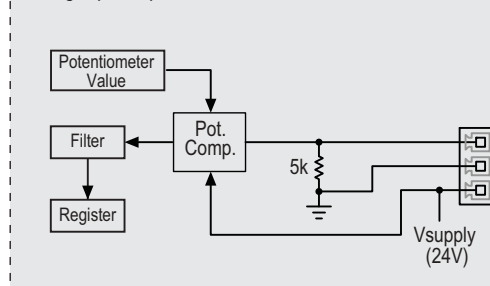 Potentiometer
Value
Filter
Pot.
Comp.
5k
Register
Vsupply
(24V)